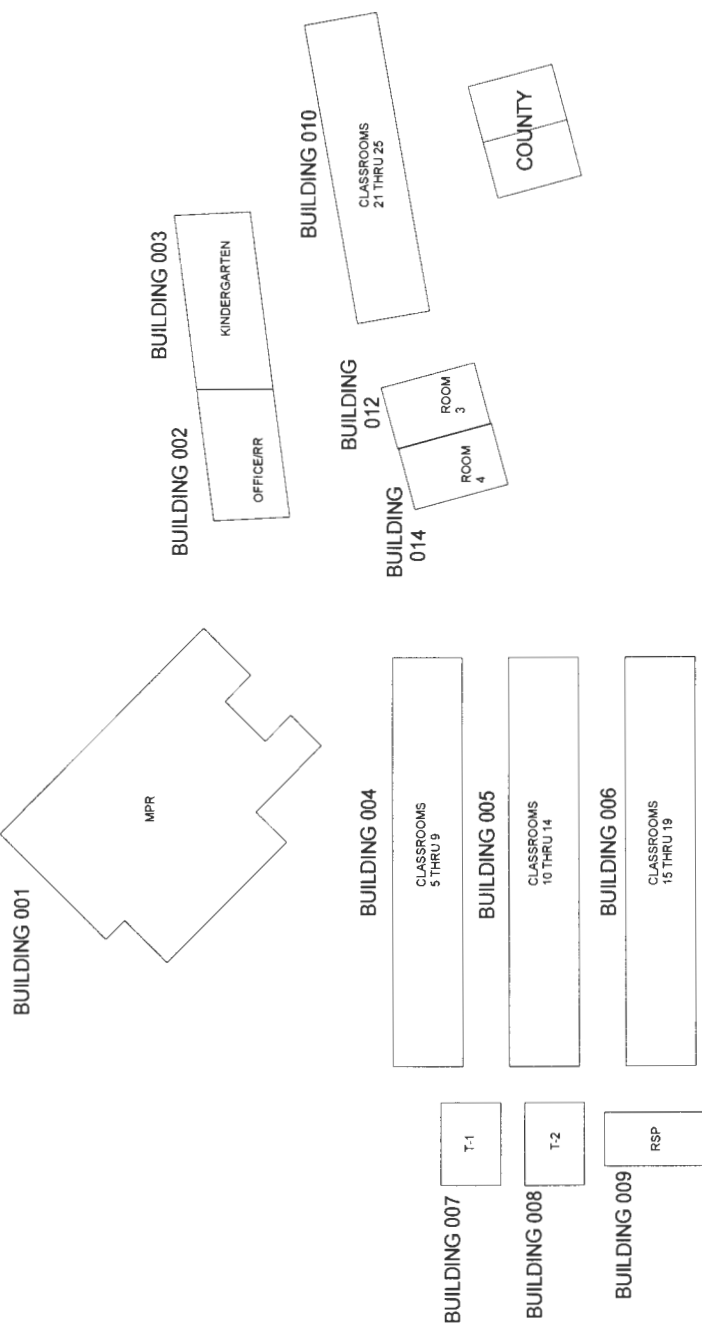 BUILDING 001
MPR
BUILDING 002
OFFICE/RR
BUILDING 003
KINDERGARTEN
BUILDING 010
CLASSROOMS
21 THRU 25
COUNTY
BUILDING
012
ROOM
3
BUILDING
014
ROOM
4
BUILDING 004
CLASSROOMS
5 THRU 9
BUILDING 005
CLASSROOMS
10 THRU 14
BUILDING 006
CLASSROOMS
15 THRU 19
BUILDING 007
T-1
BUILDING 008
T-2
BUILDING 009
RSP